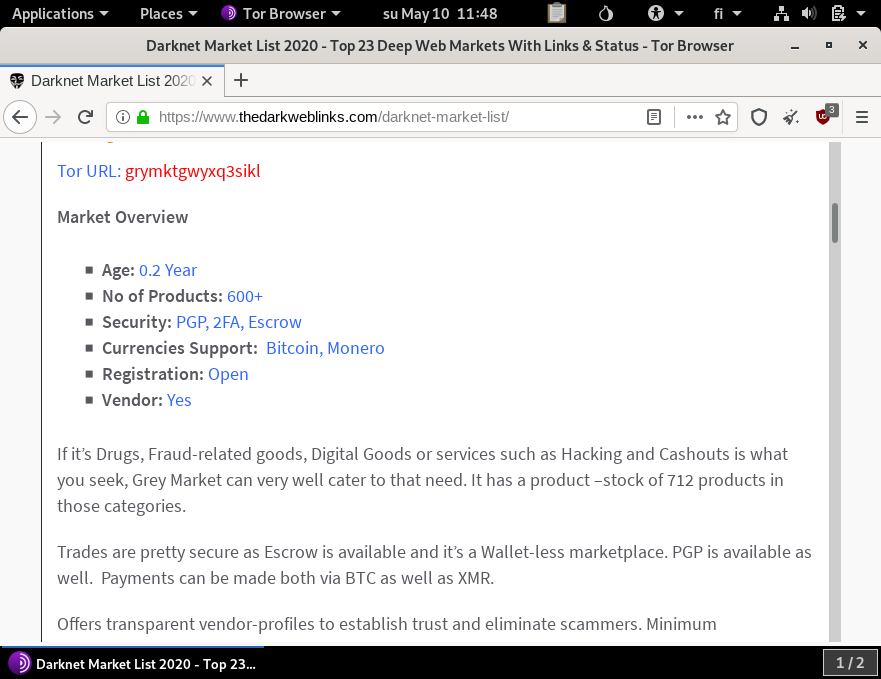 Applications Places Tor Browser su May 10 11:48 fi
Darknet Market List 2020 - Top 23 Deep Web Markets With Links & Status - Tor Browser
Darknet Market List 2020
https://www.thedarkweblinks.com/darknet-market-list/ 3
Tor URL: grymktgwyxq3sikl
Market Overview
Age: 0.2 Year
No of Products: 600+
Security: PGP, 2FA, Escrow
Currencies Support: Bitcoin, Monero
Registration: Open
Vendor: Yes
If it’s Drugs, Fraud-related goods, Digital Goods or services such as Hacking and Cashouts is what
you seek, Grey Market can very well cater to that need. It has a product –stock of 712 products in
those categories.
Trades are pretty secure as Escrow is available and it’s a Wallet-less marketplace. PGP is available as
well. Payments can be made both via BTC as well as XMR.
Offers transparent vendor-profiles to establish trust and eliminate scammers. Minimum
Darknet Market List 2020 - Top 23... 1 / 2